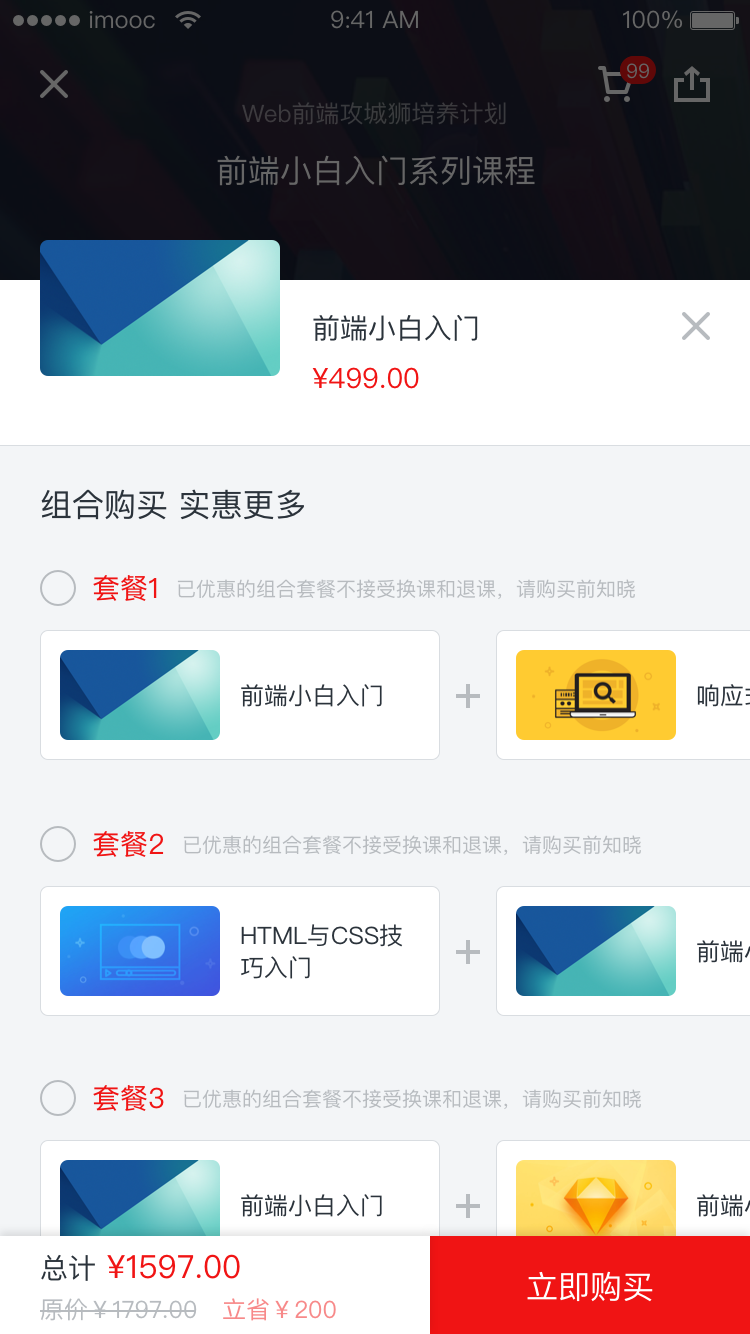 imooc 9:41 AM 100%
99
Web前端攻城狮培养计划
前端小白入门系列课程
前端小白入门
¥499.00
组合购买 实惠更多
套餐1 已优惠的组合套餐不接受换课和退课，请购买前知晓
前端小白入门 + 响应
套餐2 已优惠的组合套餐不接受换课和退课，请购买前知晓
HTML与CSS技
巧入门 + 前端
套餐3 已优惠的组合套餐不接受换课和退课，请购买前知晓
前端小白入门 + 前端
总计 ¥1597.00
立即购买
原价¥1797.00 立省¥200